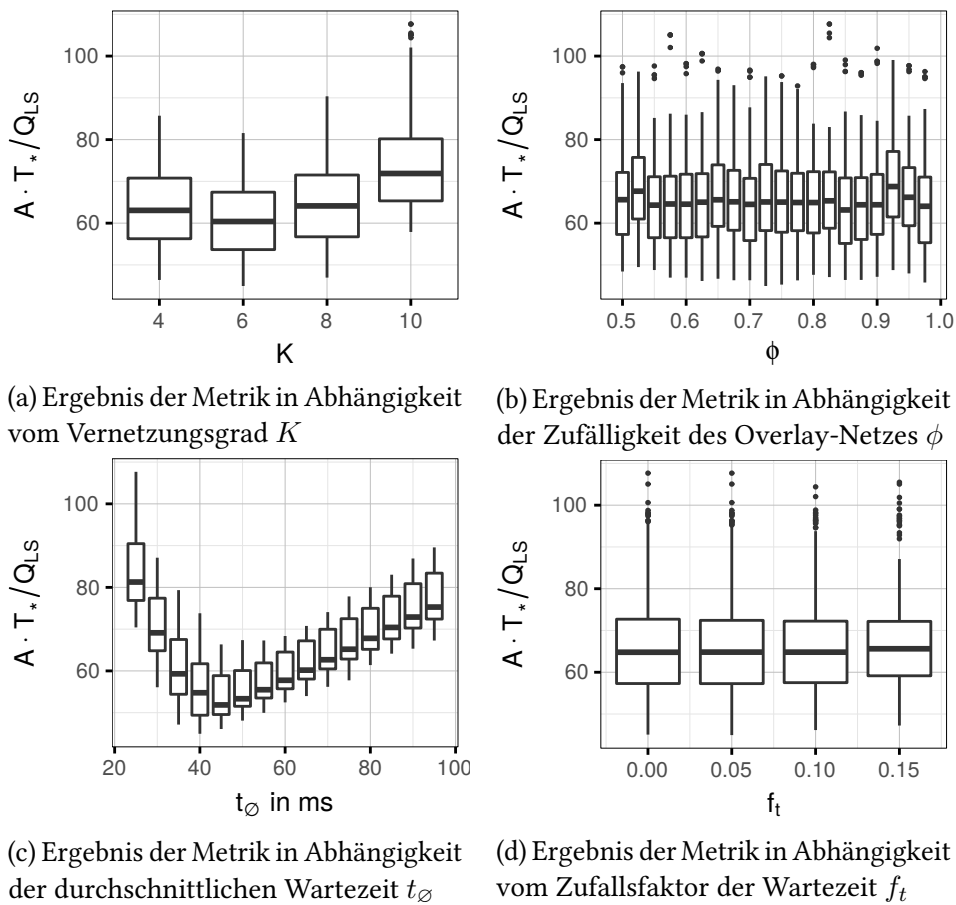 100
80
60
A · T* /QLS
4 6 8 10
K
(a) Ergebnis der Metrik in Abhängigkeit
vom Vernetzungsgrad K
100
80
60
A · T* /QLS
0.5 0.6 0.7 0.8 0.9 1.0
ϕ
(b) Ergebnis der Metrik in Abhängigkeit
der Zufälligkeit des Overlay-Netzes ϕ
100
80
60
A · T* /QLS
20 40 60 80 100
t∅ in ms
(c) Ergebnis der Metrik in Abhängigkeit
der durchschnittlichen Wartezeit t∅
100
80
60
A · T* /QLS
0.00 0.05 0.10 0.15
ft
(d) Ergebnis der Metrik in Abhängigkeit
vom Zufallsfaktor der Wartezeit ft